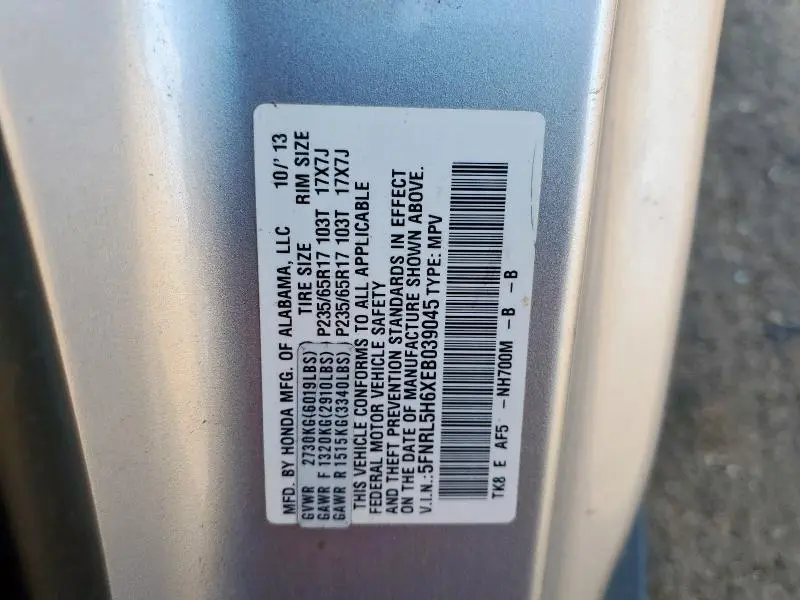 MFD. BY HONDA MFG. OF ALABAMA, LLC 10/' 13
TIRE SIZE RIM SIZE
GVWR 2730KG(6019LBS)
GAWR F 1320KG(2910LBS) P235/65R17 103T 17X7J
GAWR R 1515KG(3340LBS) P235/65R17 103T 17X7J
THIS VEHICLE CONFORMS TO ALL APPLICABLE
FEDERAL MOTOR VEHICLE SAFETY
AND THEFT PREVENTION STANDARDS IN EFFECT
ON THE DATE OF MANUFACTURE SHOWN ABOVE.
V.I.N.:5FNRL5H6XEB039045 TYPE: MPV
TK8 E AF5 -NH700M -B -B